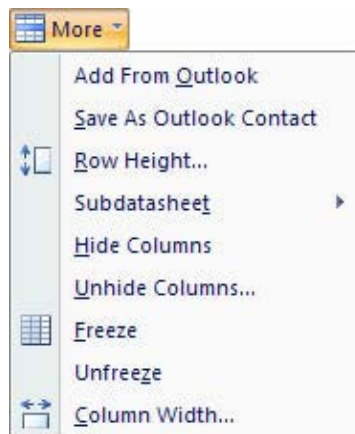 More
Add From Outlook
Save As Outlook Contact
Row Height...
Subdatasheet
Hide Columns
Unhide Columns...
Freeze
Unfreeze
Column Width...